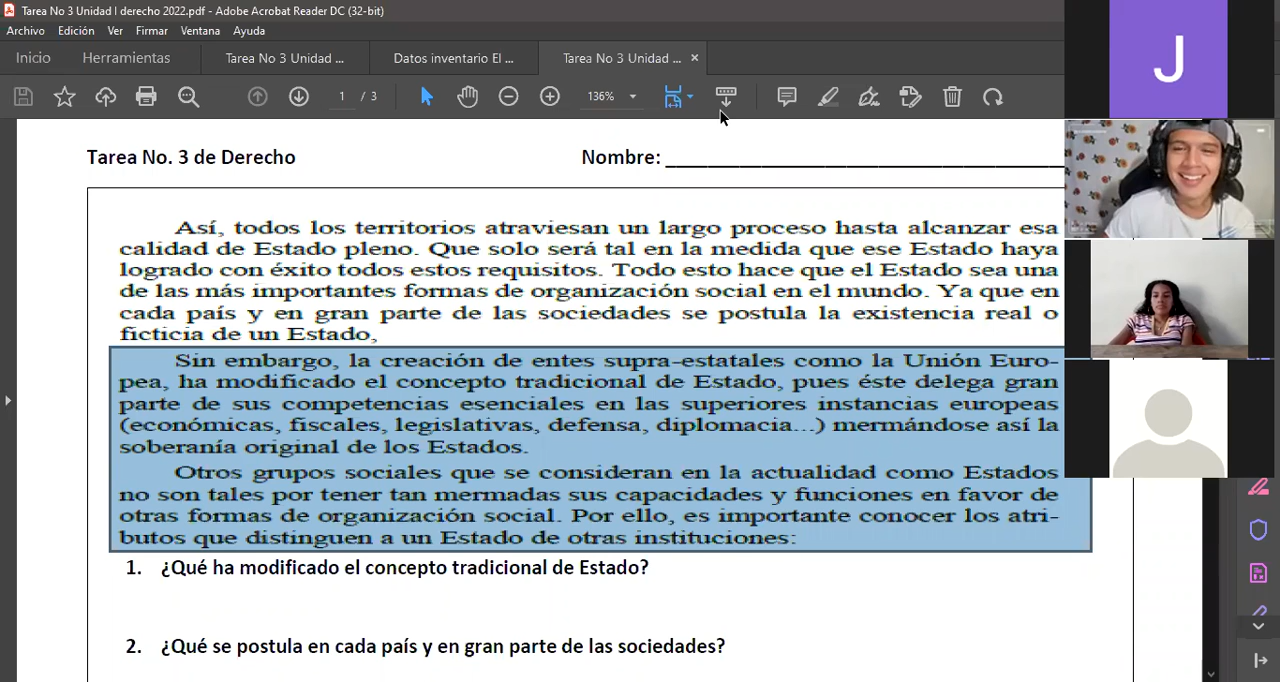 Tarea No 3 Unidad I derecho 2022.pdf - Adobe Acrobat Reader DC (32-bit)
Archivo Edición Ver Firmar Ventana Ayuda
Inicio Herramientas Tarea No 3 Unidad ... Datos inventario El ... Tarea No 3 Unidad ... ×
1 / 3 136%
J
Tarea No. 3 de Derecho Nombre: ______________________________
Así, todos los territorios atraviesan un largo proceso hasta alcanzar esa
calidad de Estado pleno. Que solo será tal en la medida que ese Estado haya
logrado con éxito todos estos requisitos. Todo esto hace que el Estado sea una
de las más importantes formas de organización social en el mundo. Ya que en
cada país y en gran parte de las sociedades se postula la existencia real o
ficticia de un Estado,
Sin embargo, la creación de entes supra-estatales como la Unión Euro-
pea, ha modificado el concepto tradicional de Estado, pues éste delega gran
parte de sus competencias esenciales en las superiores instancias europeas
(económicas, fiscales, legislativas, defensa, diplomacia...) mermándose así la
soberanía original de los Estados.
Otros grupos sociales que se consideran en la actualidad como Estados
no son tales por tener tan mermadas sus capacidades y funciones en favor de
otras formas de organización social. Por ello, es importante conocer los atri-
butos que distinguen a un Estado de otras instituciones:
1. ¿Qué ha modificado el concepto tradicional de Estado?
2. ¿Qué se postula en cada país y en gran parte de las sociedades?